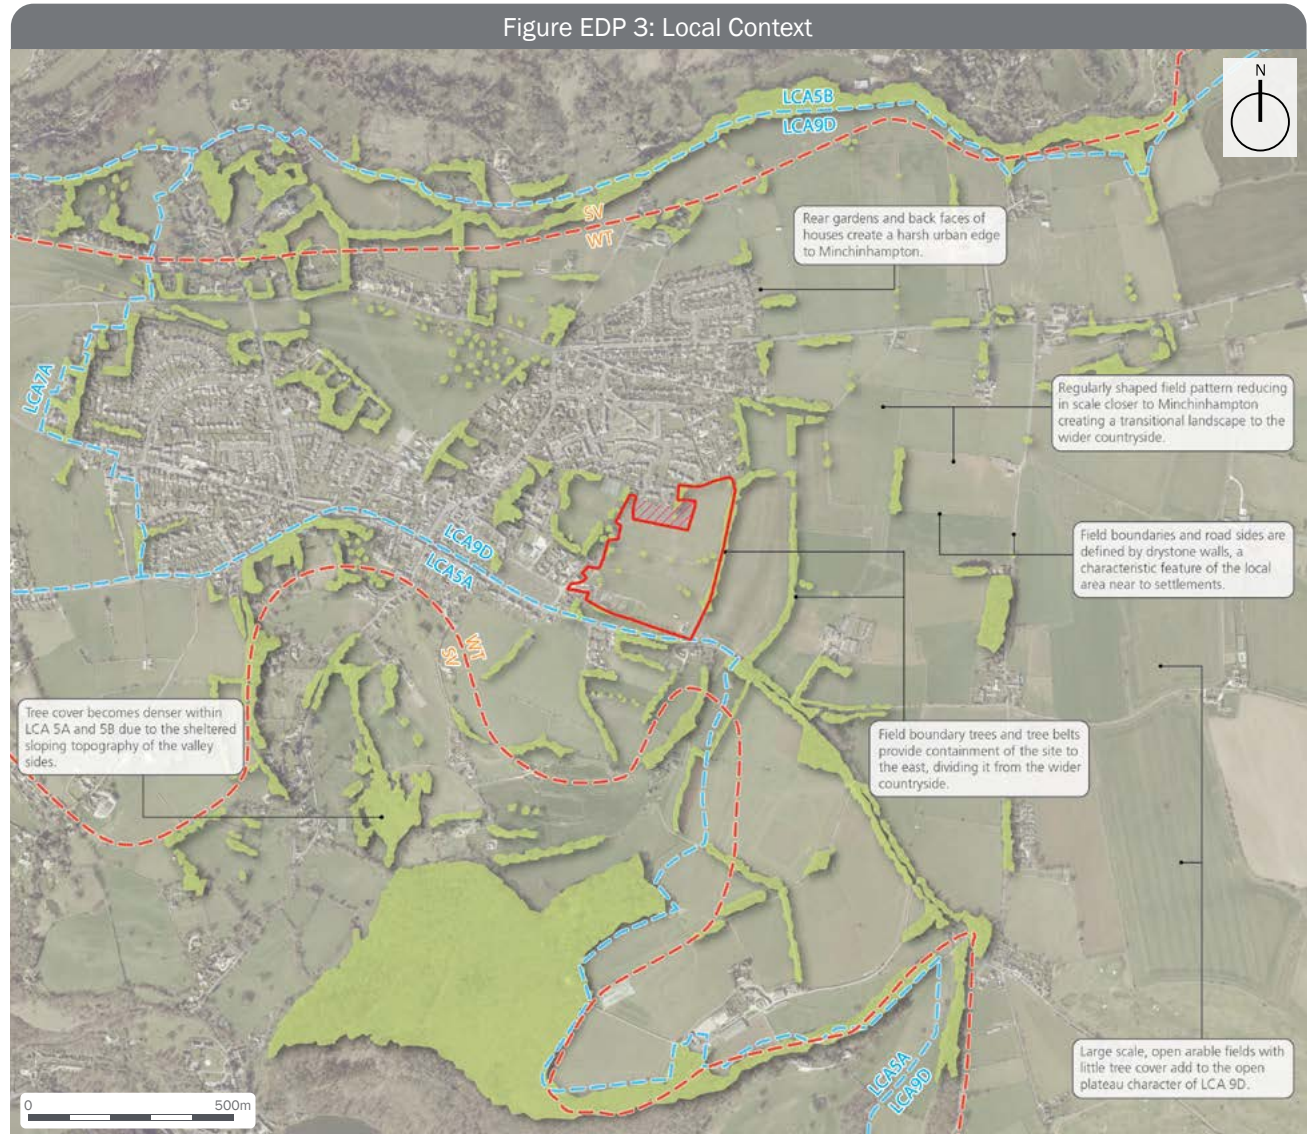 Figure EDP 3: Local Context
N
LCA5B
LCA9D
SV
WT
Rear gardens and back faces of
houses create a harsh urban edge
to Minchinhampton.
LCA7A
Regularly shaped field pattern reducing
in scale closer to Minchinhampton
creating a transitional landscape to the
wider countryside.
LCA9D
LCA5A
Field boundaries and road sides are
defined by drystone walls, a
characteristic feature of the local
area near to settlements.
WT
SV
Tree cover becomes denser within
LCA 5A and 5B due to the sheltered
sloping topography of the valley
sides.
Field boundary trees and tree belts
provide containment of the site to
the east, dividing it from the wider
countryside.
LCA5A
LCA9D
Large scale, open arable fields with
little tree cover add to the open
plateau character of LCA 9D.
0 500m